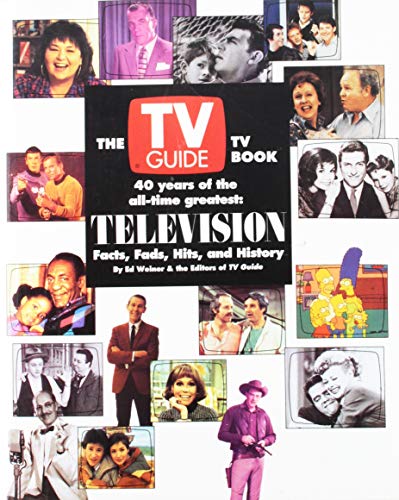 THE TV GUIDE TV BOOK
40 years of the
all-time greatest:
TELEVISION
Facts, Fads, Hits, and History
By Ed Weiner & the Editors of TV Guide